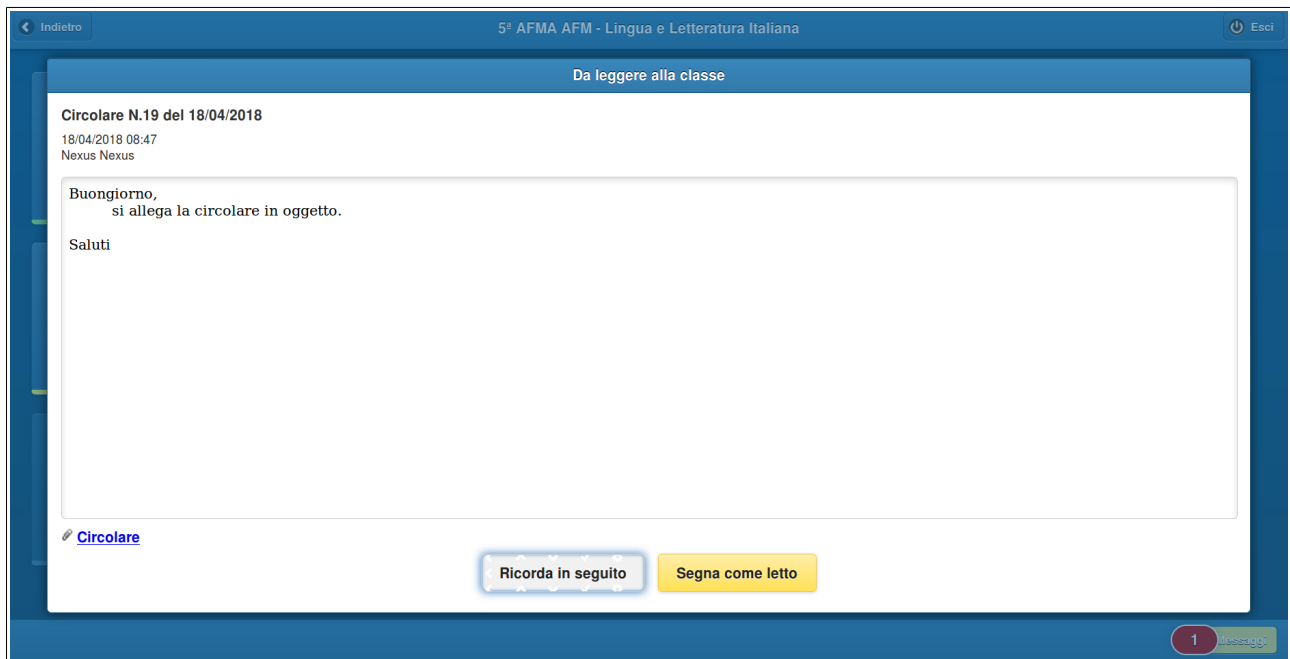 Indietro
5ª AFMA AFM - Lingua e Letteratura Italiana
Esci
Da leggere alla classe
Circolare N.19 del 18/04/2018
18/04/2018 08:47
Nexus Nexus
Buongiorno,
si allega la circolare in oggetto.
Saluti
Circolare
Ricorda in seguito
Segna come letto
1
Messaggi